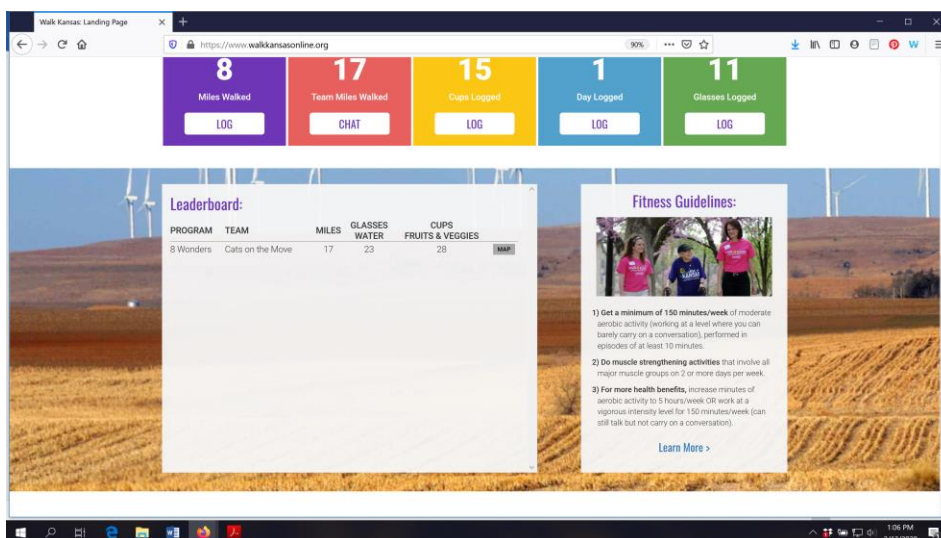 Walk Kansas: Landing Page
https://www.walkkansasonline.org
90%
8
17
15
1
11
Miles Walked
Team Miles Walked
Cups Logged
Day Logged
Glasses Logged
LOG
CHAT
LOG
LOG
LOG
Leaderboard:
PROGRAM TEAM MILES GLASSES WATER CUPS FRUITS & VEGGIES
8 Wonders Cats on the Move 17 23 28 MAP
Fitness Guidelines:
1) Get a minimum of 150 minutes/week of moderate
aerobic activity (working at a level where you can
barely carry on a conversation), performed in
episodes of at least 10 minutes.
2) Do muscle strengthening activities that involve all
major muscle groups on 2 or more days per week.
3) For more health benefits, increase minutes of
aerobic activity to 5 hours/week OR work at a
vigorous intensity level for 150 minutes/week (can
still talk but not carry on a conversation).
Learn More >
1:06 PM